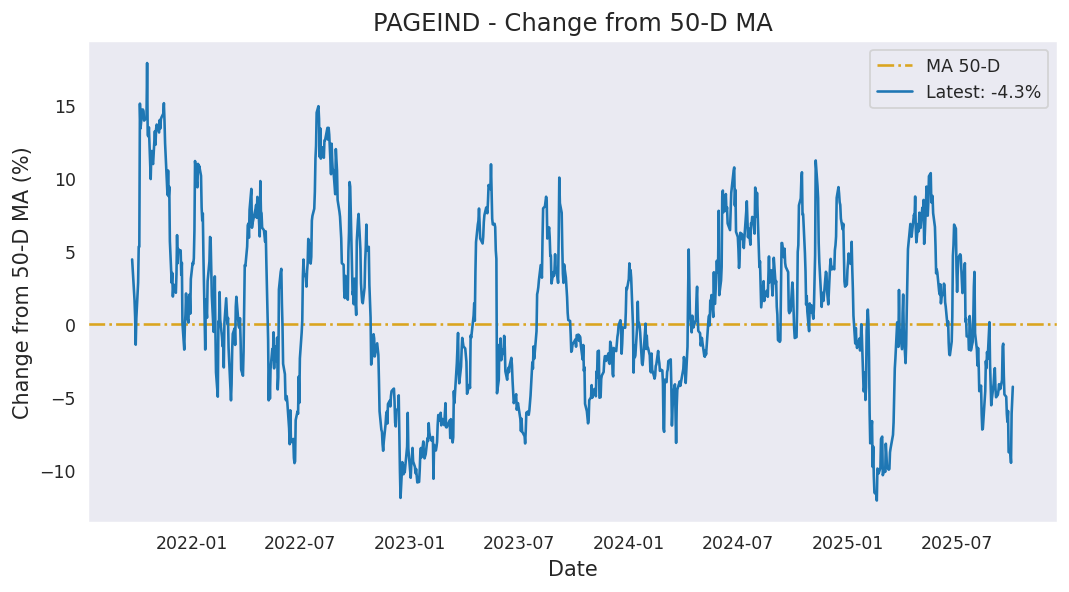 PAGEIND - Change from 50-D MA
MA 50-D
Latest: -4.3%
Change from 50-D MA (%)
15
10
5
0
−5
−10
2022-01
2022-07
2023-01
2023-07
2024-01
2024-07
2025-01
2025-07
Date